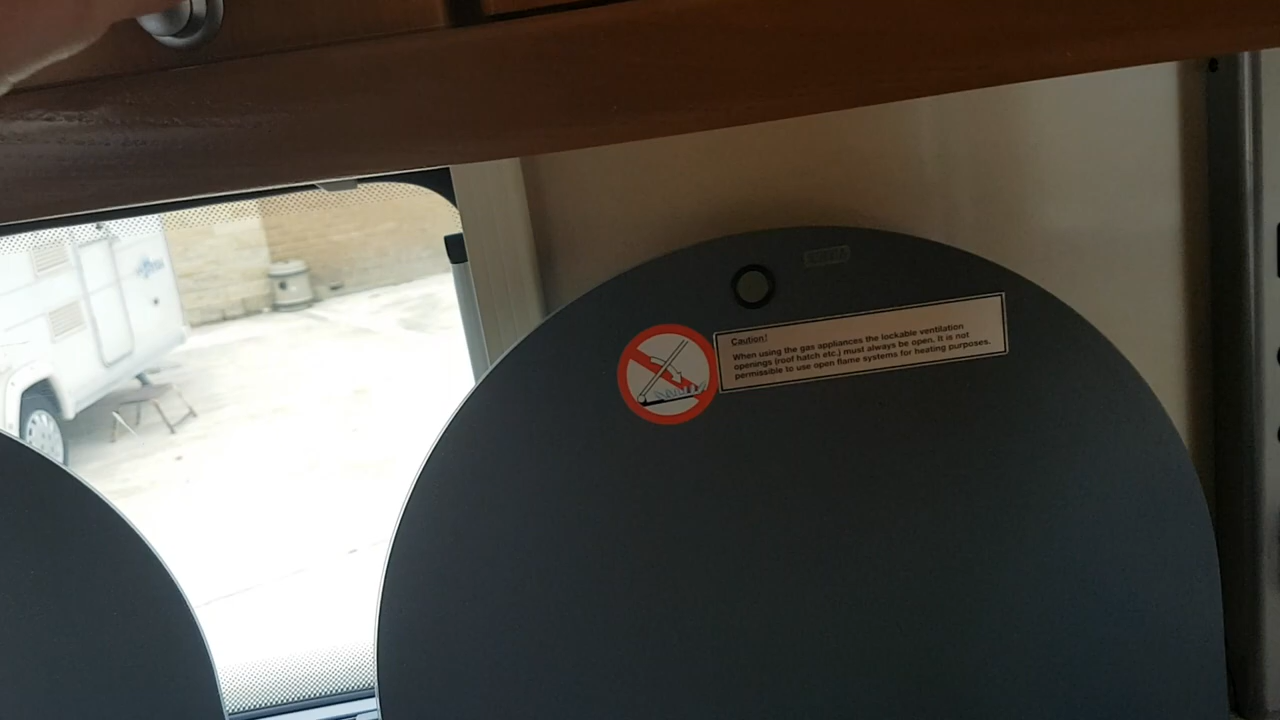 Caution!
When using the gas appliances the lockable ventilation
openings (roof hatch etc.) must always be open. It is not
permissible to use open flame systems for heating purposes.